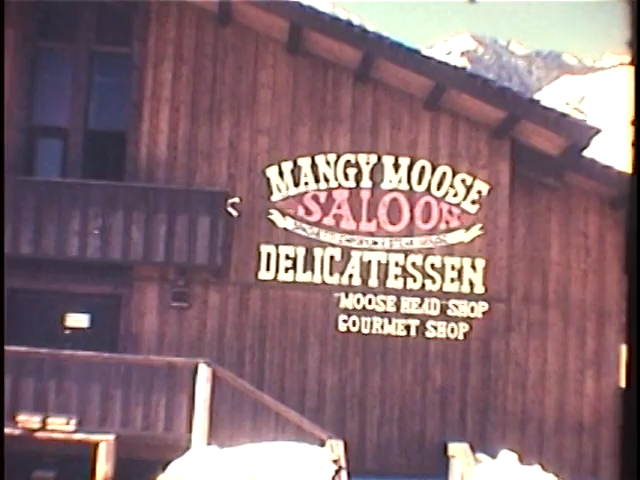 MANGY MOOSE
SALOON
DELICATESSEN
MOOSE HEAD SHOP
GOURMET SHOP